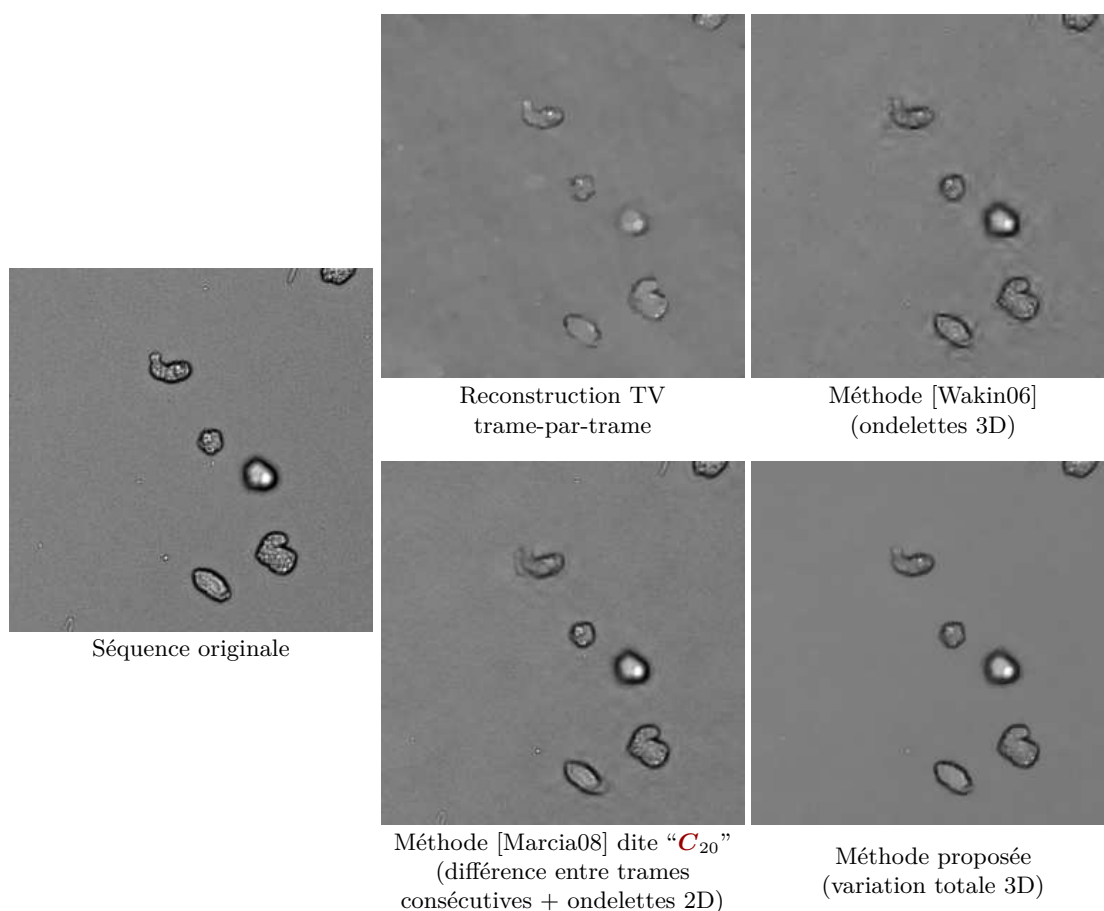 Reconstruction TV
trame-par-trame
Méthode [Wakin06]
(ondelettes 3D)
Séquence originale
Méthode [Marcia08] dite “C₂₀”
(différence entre trames
consécutives + ondelettes 2D)
Méthode proposée
(variation totale 3D)